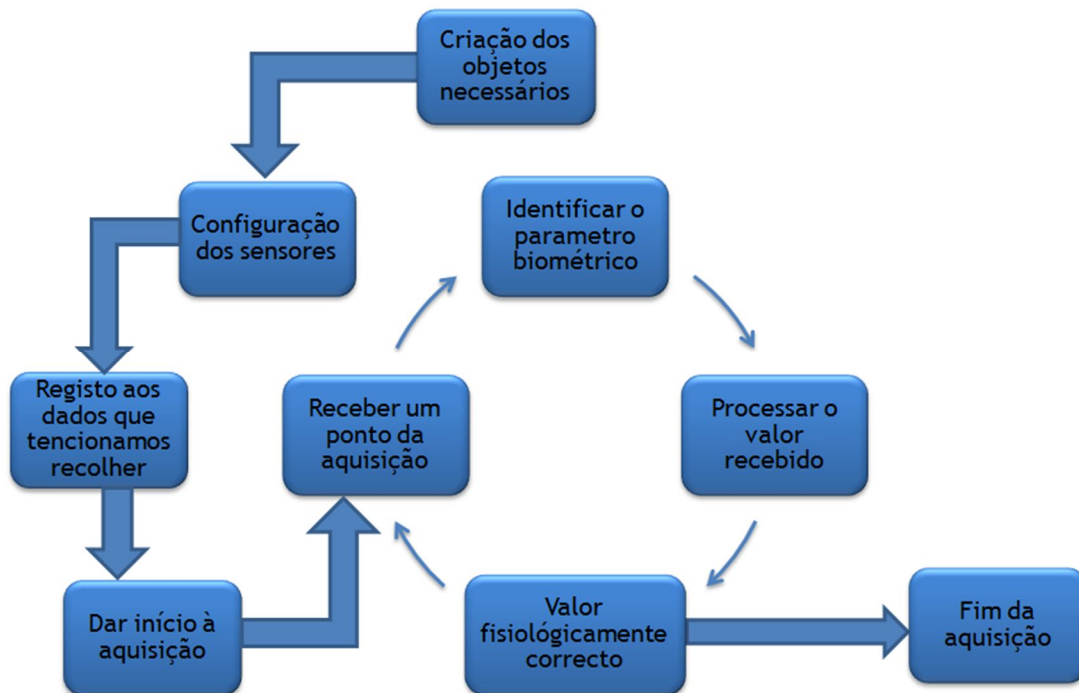 Criação dos
objetos
necessários
Configuração
dos sensores
Identificar o
parametro
biométrico
Registo aos
dados que
tencionamos
recolher
Receber um
ponto da
aquisição
Processar o
valor
recebido
Dar início à
aquisição
Valor
fisiológicamente
correcto
Fim da
aquisição